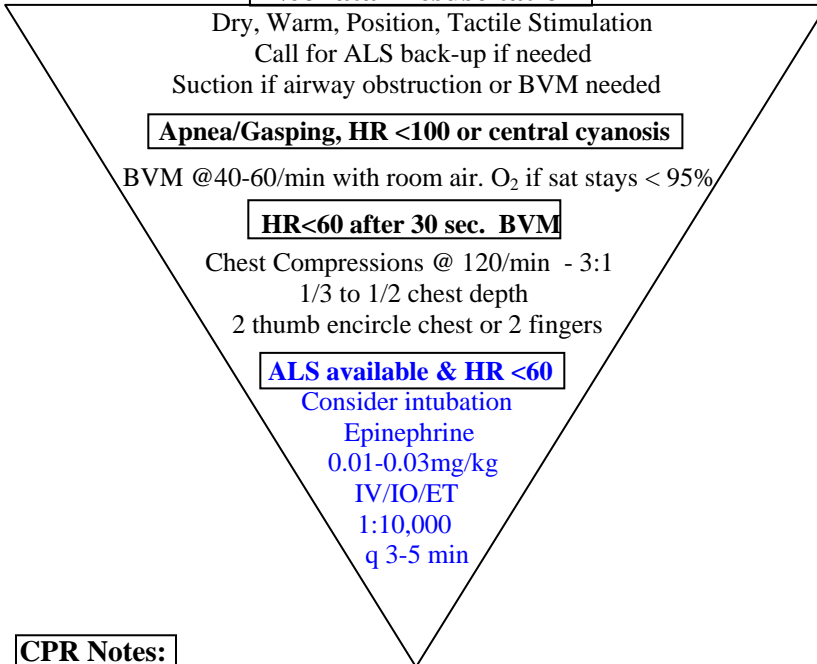 Dry, Warm, Position, Tactile Stimulation
Call for ALS back-up if needed
Suction if airway obstruction or BVM needed
Apnea/Gasping, HR <100 or central cyanosis
BVM @40-60/min with room air. O₂ if sat stays < 95%
HR<60 after 30 sec. BVM
Chest Compressions @ 120/min - 3:1
1/3 to 1/2 chest depth
2 thumb encircle chest or 2 fingers
ALS available & HR <60
Consider intubation
Epinephrine
0.01-0.03mg/kg
IV/IO/ET
1:10,000
q 3-5 min
CPR Notes: